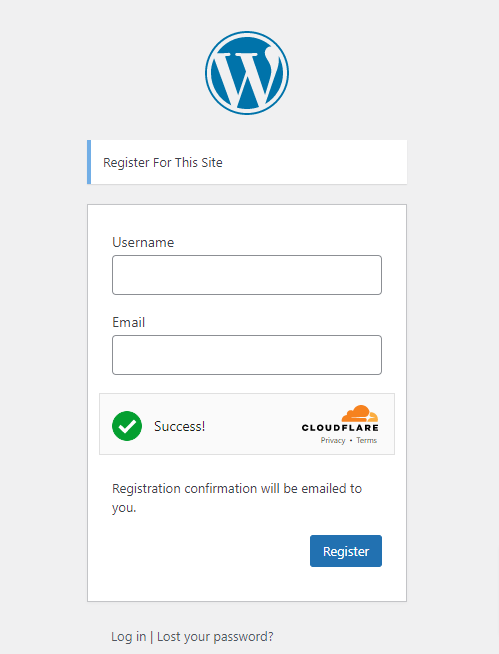 Register For This Site
Username
Email
Success!
CLOUDFLARE
Privacy • Terms
Registration confirmation will be emailed to
you.
Register
Log in | Lost your password?